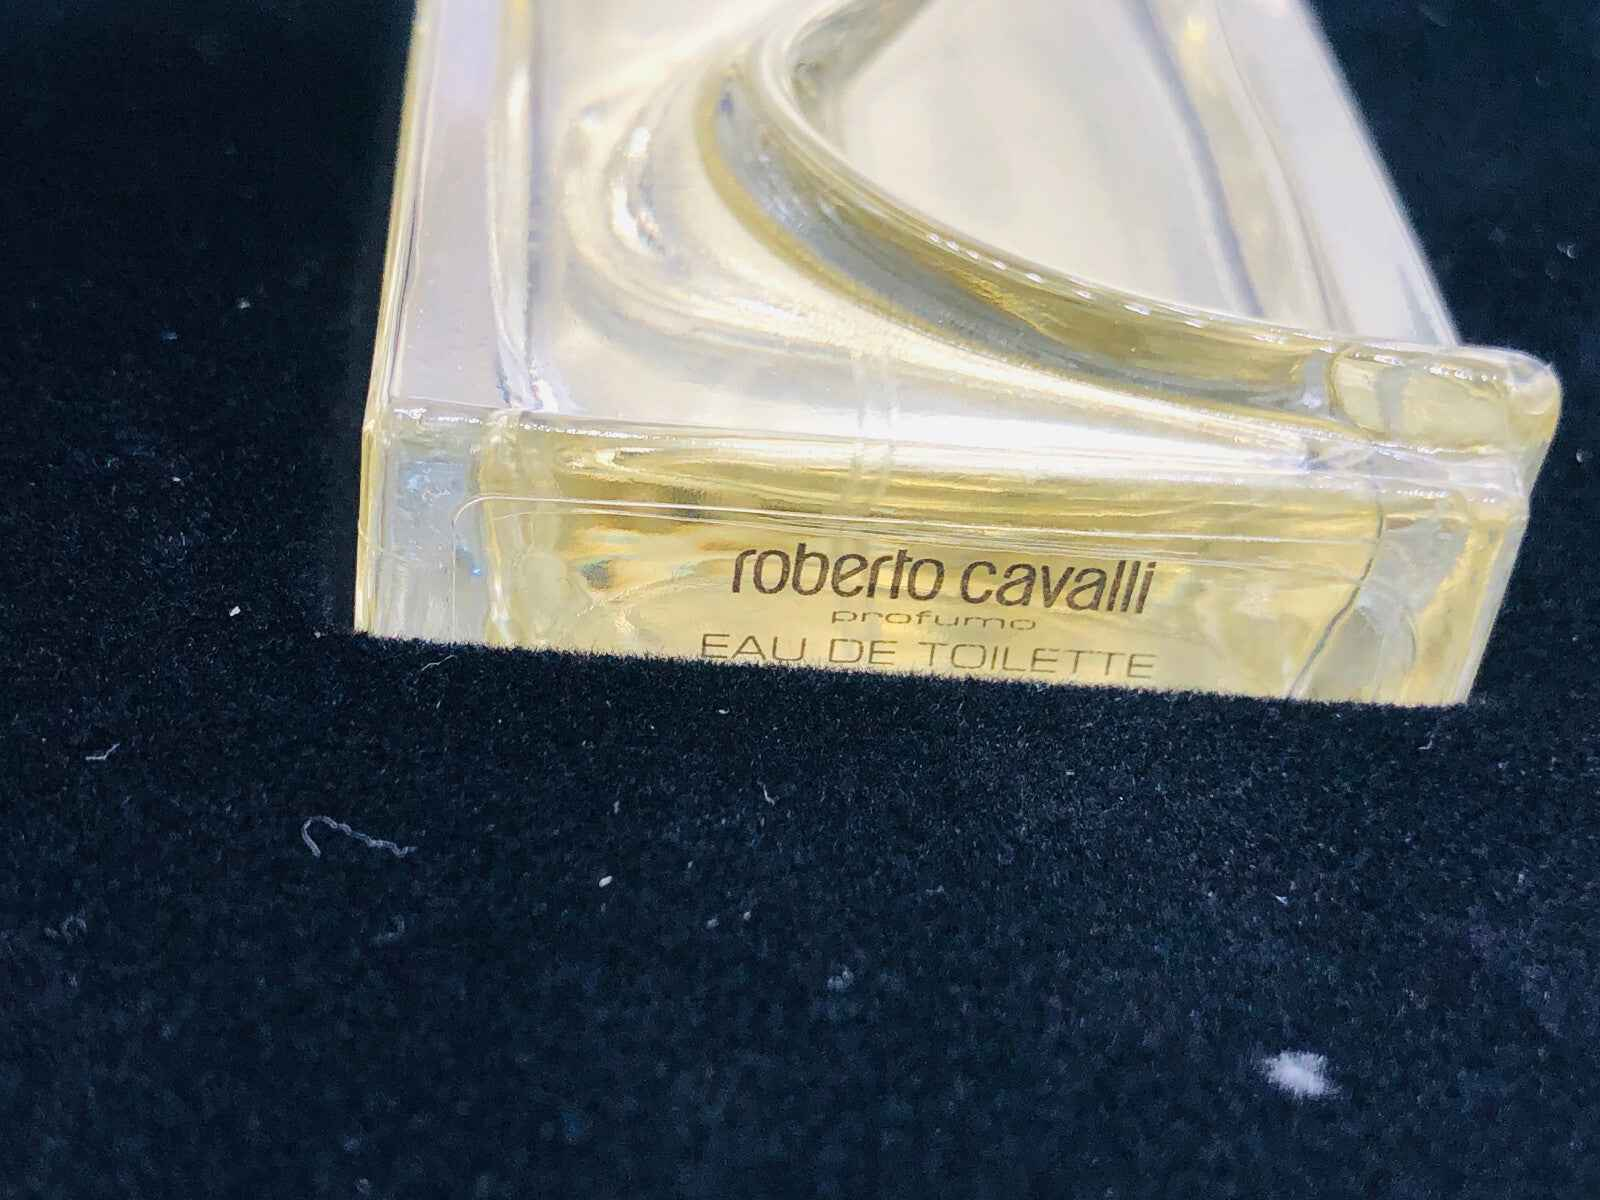 roberto cavalli
profumo
EAU DE TOILETTE